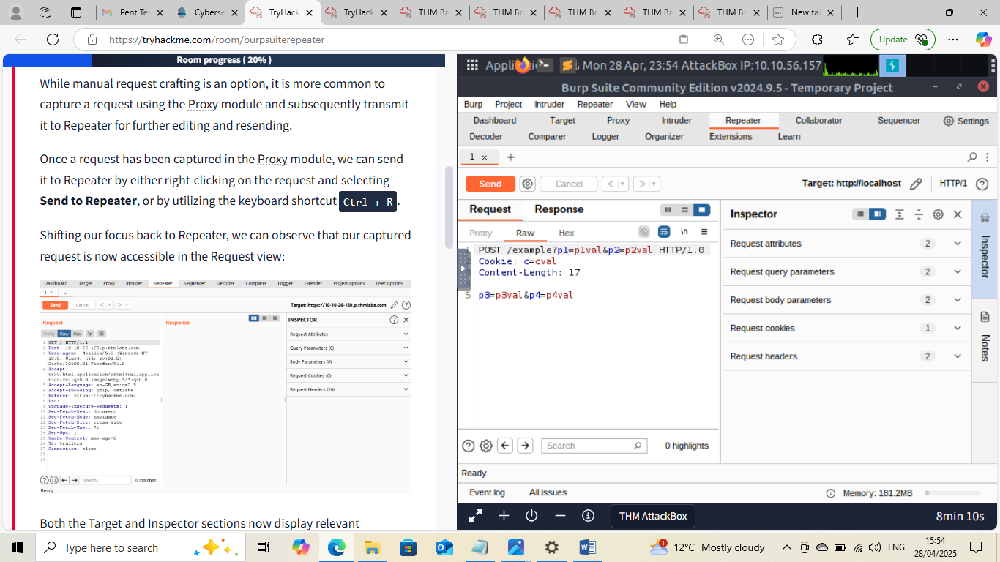 Pent Tes
Cyberse
TryHack
TryHack
THM Br
THM Br
THM Br
THM Br
THM Br
New tab
https://tryhackme.com/room/burpsuiterepeater
Update
Room progress ( 20% )
While manual request crafting is an option, it is more common to
capture a request using the Proxy module and subsequently transmit
it to Repeater for further editing and resending.
Once a request has been captured in the Proxy module, we can send
it to Repeater by either right-clicking on the request and selecting
Send to Repeater, or by utilizing the keyboard shortcut Ctrl + R .
Shifting our focus back to Repeater, we can observe that our captured
request is now accessible in the Request view:
Dashboard Target Proxy Intruder Repeater Sequencer Decoder Comparer Logger Extender Project options User options
1 × ...
Send Cancel < > Target: https://10-10-26-169.p.thmlabs.com
Request
Response
INSPECTOR
Pretty Raw Hex \n
Request Attributes
Query Parameters (0)
Body Parameters (0)
Request Cookies (0)
Request Headers (16)
1 GET / HTTP/1.1
2 Host: 10-10-26-169.p.thmlabs.com
3 User-Agent: Mozilla/5.0 (Windows NT
10.0; Win64; x64; rv:91.0)
Gecko/20100101 Firefox/91.0
4 Accept:
text/html,application/xhtml+xml,applica
tion/xml;q=0.9,image/webp,*/*;q=0.8
5 Accept-Language: en-GB,en;q=0.5
6 Accept-Encoding: gzip, deflate
7 Referer: https://tryhackme.com/
8 Dnt: 1
9 Upgrade-Insecure-Requests: 1
10 Sec-Fetch-Dest: document
11 Sec-Fetch-Mode: navigate
12 Sec-Fetch-Site: cross-site
13 Sec-Fetch-User: ?1
14 Sec-Gpc: 1
15 Cache-Control: max-age=0
16 Te: trailers
17 Connection: close
18
19
Search... 0 matches
Ready
Both the Target and Inspector sections now display relevant
Mon 28 Apr, 23:54 AttackBox IP:10.10.56.157
Burp Suite Community Edition v2024.9.5 - Temporary Project
Burp Project Intruder Repeater View Help
Dashboard Target Proxy Intruder Repeater Collaborator Sequencer Settings
Decoder Comparer Logger Organizer Extensions Learn
1 × +
Send Cancel < > Target: http://localhost HTTP/1
Request Response
Pretty Raw Hex \n
1 POST /example?p1=p1val&p2=p2val HTTP/1.0
Cookie: c=cval
Content-Length: 17
5 p3=p3val&p4=p4val
Search 0 highlights
Inspector
Request attributes 2
Request query parameters 2
Request body parameters 2
Request cookies 1
Request headers 2
Inspector
Notes
Ready
Event log All issues Memory: 181.2MB
THM AttackBox 8min 10s
Type here to search
1
12°C Mostly cloudy
ENG
15:54
28/04/2025